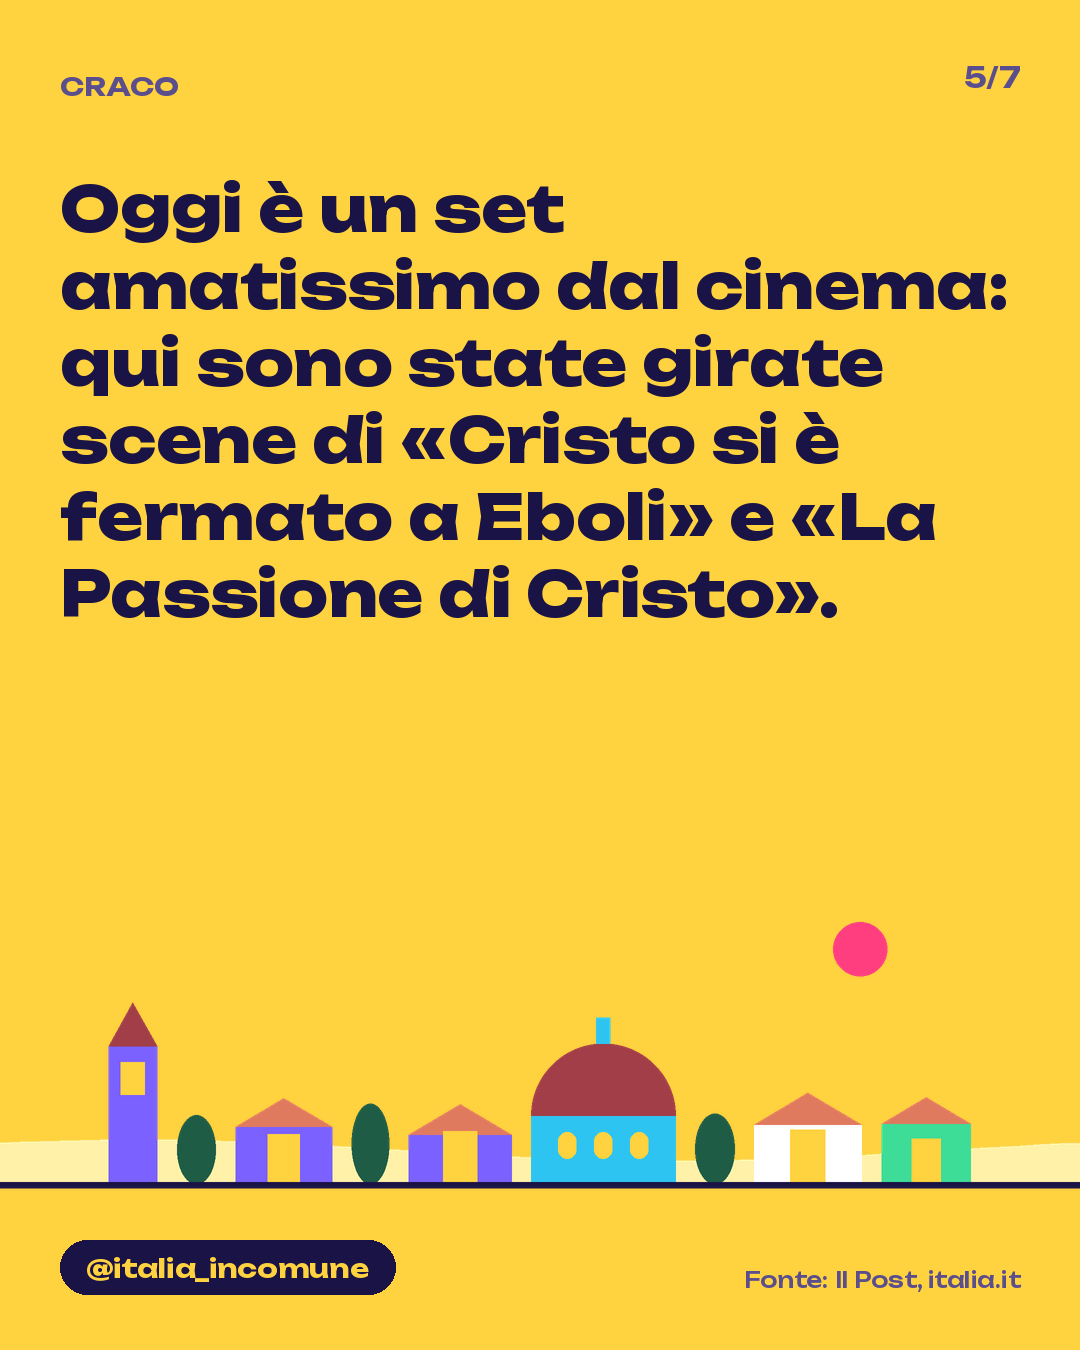 CRACO
5/7
Oggi è un set
amatissimo dal cinema:
qui sono state girate
scene di «Cristo si è
fermato a Eboli» e «La
Passione di Cristo».
@italia_incomune
Fonte: Il Post, italia.it